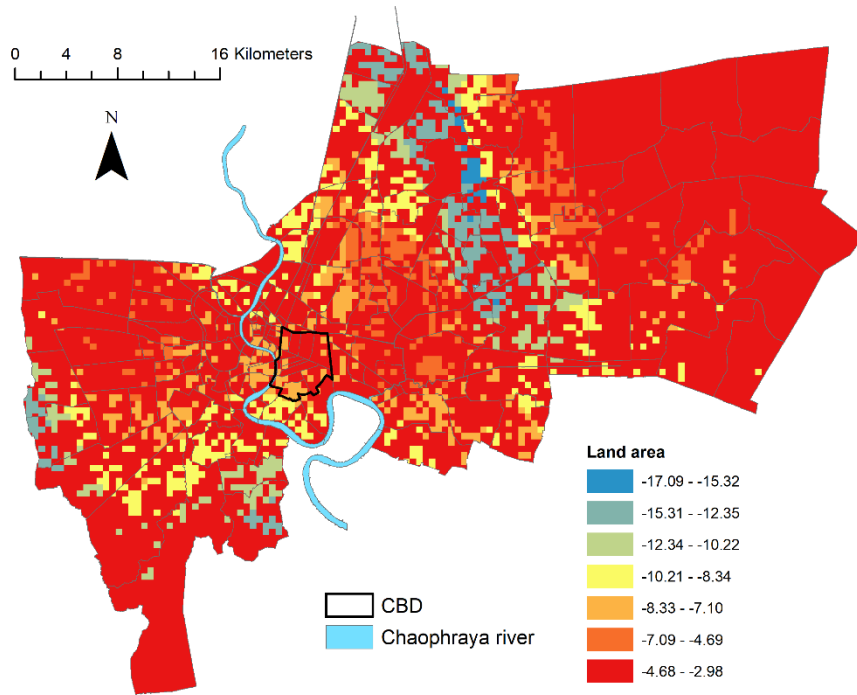 0 4 8 16 Kilometers
N
Land area
-17.09 - -15.32
-15.31 - -12.35
-12.34 - -10.22
-10.21 - -8.34
-8.33 - -7.10
-7.09 - -4.69
-4.68 - -2.98
CBD
Chaophraya river